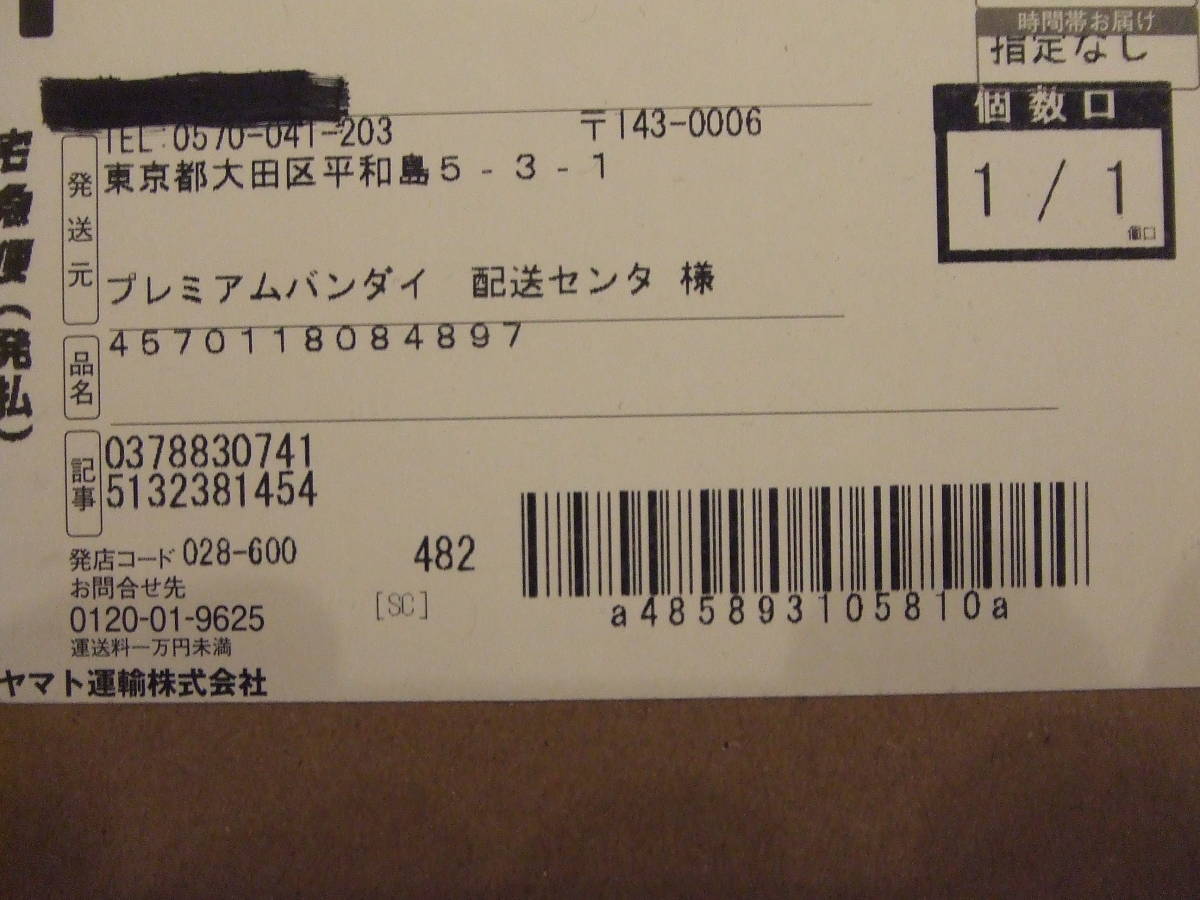 時間帯お届け
指定なし
個数口
1 / 1
個口
宅急便(発払)
TEL:0570-041-203 〒143-0006
発送元
東京都大田区平和島5-3-1
プレミアムバンダイ 配送センタ 様
品名
4570118084897
記事
0378830741
5132381454
発店コード 028-600
482
お問合せ先
0120-01-9625
[SC]
運送料一万円未満
ヤマト運輸株式会社
a485893105810a